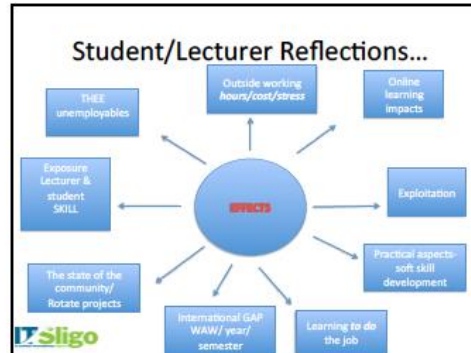 Student/Lecturer Reflections…
THEE
unemployables
Outside working
hours/cost/stress
Online
learning
impacts
Exposure
Lecturer &
student
SKILL
EFFECTS
Exploitation
The state of the
community/
Rotate projects
International GAP
WAW/ year/
semester
Learning to do
the job
Practical aspects-
soft skill
development
IT Sligo